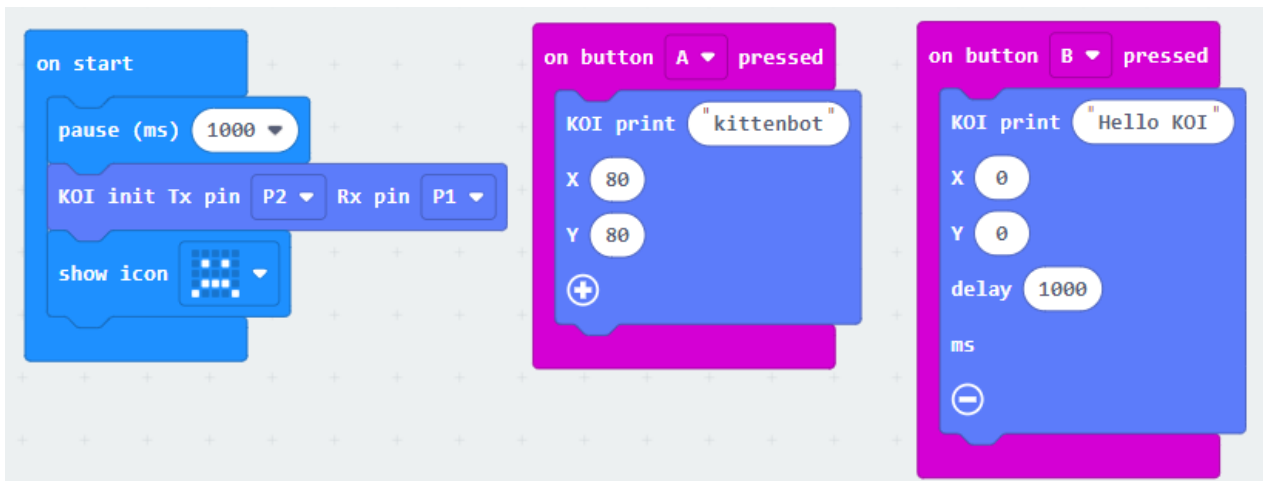 on start
pause (ms) 1000
KOI init Tx pin P2 Rx pin P1
show icon
on button A pressed
KOI print "kittenbot"
X 80
Y 80
on button B pressed
KOI print "Hello KOI"
X 0
Y 0
delay 1000
ms